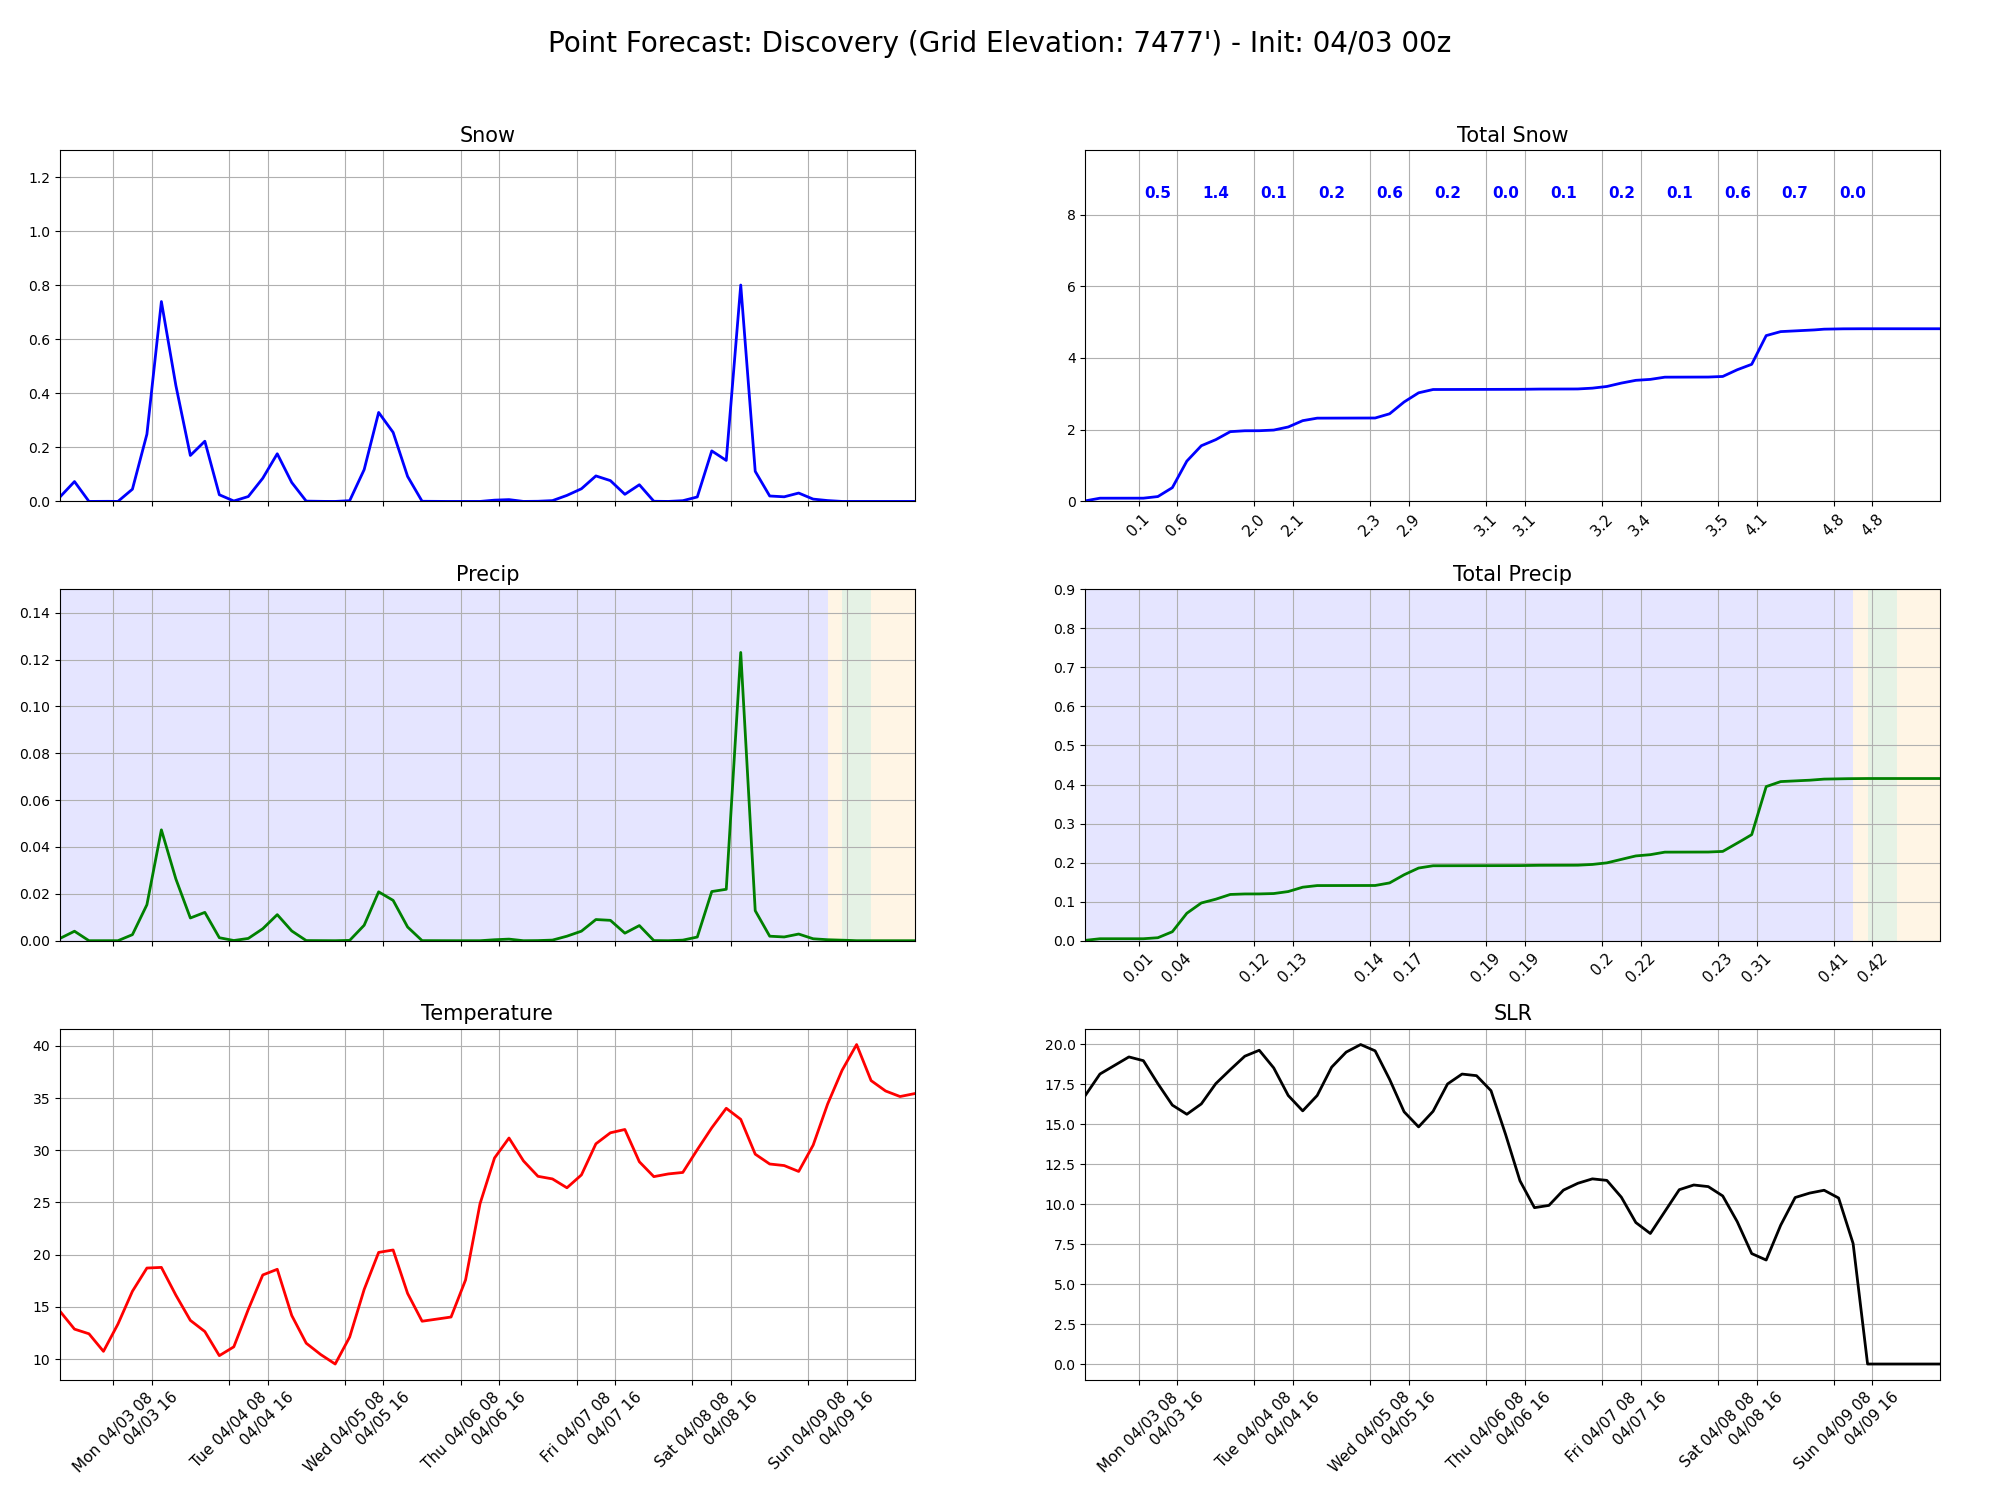 Point Forecast: Discovery (Grid Elevation: 7477') - Init: 04/03 00z
Snow
1.2
1.0
0.8
0.6
0.4
0.2
0.0
Total Snow
0.5 1.4 0.1 0.2 0.6 0.2 0.0 0.1 0.2 0.1 0.6 0.7 0.0
8
6
4
2
0
0.1 0.6 2.0 2.1 2.3 2.9 3.1 3.1 3.2 3.4 3.5 4.1 4.8 4.8
Precip
0.14
0.12
0.10
0.08
0.06
0.04
0.02
0.00
Total Precip
0.9
0.8
0.7
0.6
0.5
0.4
0.3
0.2
0.1
0.0
0.01 0.04 0.12 0.13 0.14 0.17 0.19 0.19 0.2 0.22 0.23 0.31 0.41 0.42
Temperature
40
35
30
25
20
15
10
Mon 04/03 08
04/03 16
Tue 04/04 08
04/04 16
Wed 04/05 08
04/05 16
Thu 04/06 08
04/06 16
Fri 04/07 08
04/07 16
Sat 04/08 08
04/08 16
Sun 04/09 08
04/09 16
SLR
20.0
17.5
15.0
12.5
10.0
7.5
5.0
2.5
0.0
Mon 04/03 08
04/03 16
Tue 04/04 08
04/04 16
Wed 04/05 08
04/05 16
Thu 04/06 08
04/06 16
Fri 04/07 08
04/07 16
Sat 04/08 08
04/08 16
Sun 04/09 08
04/09 16